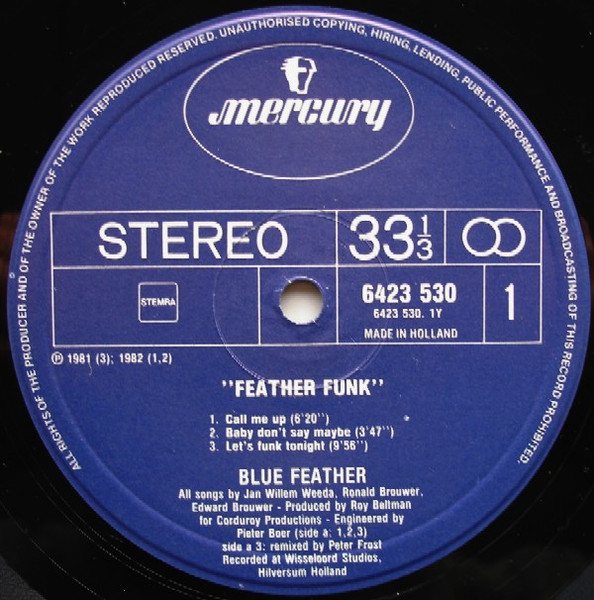 ALL RIGHTS OF THE PRODUCER AND OF THE OWNER OF THE WORK REPRODUCED RESERVED. UNAUTHORISED COPYING, HIRING, LENDING, PUBLIC PERFORMANCE AND BROADCASTING OF THIS RECORD PROHIBITED.
mercury
STEREO 33 1/3
STEMRA
6423 530 1
6423 530. 1Y
MADE IN HOLLAND
Ⓟ 1981 (3); 1982 (1,2)
"FEATHER FUNK"
1. Call me up (6'20'')
2. Baby don't say maybe (3'47'')
3. Let's funk tonight (9'56'')
BLUE FEATHER
All songs by Jan Willem Weeda, Ronald Brouwer,
Edward Brouwer - Produced by Roy Beltman
for Corduroy Productions - Engineered by
Pieter Boer (side a: 1,2,3)
side a 3: remixed by Peter Frost
Recorded at Wisseloord Studios,
Hilversum Holland